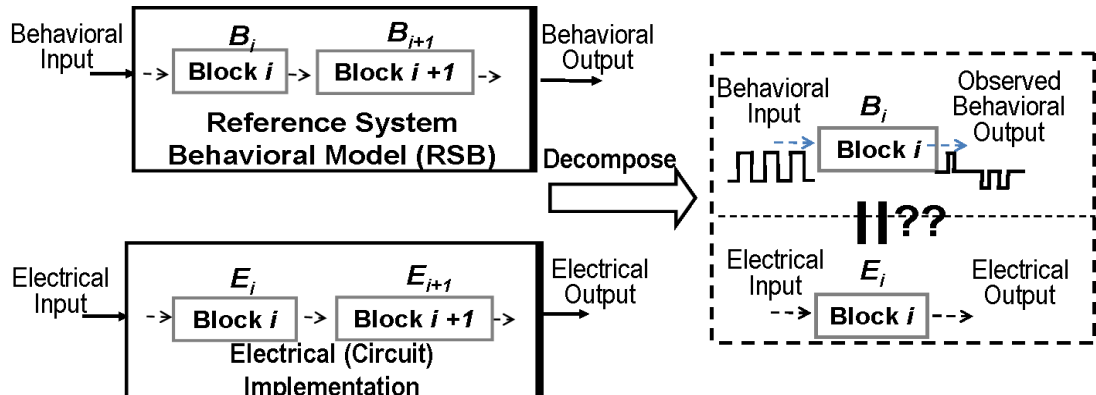 Behavioral
Input
B_i
B_{i+1}
Block i
Block i +1
Reference System
Behavioral Model (RSB)
Behavioral
Output
Electrical
Input
E_i
E_{i+1}
Block i
Block i +1
Electrical (Circuit)
Implementation
Electrical
Output
Decompose
Behavioral
Input
B_i
Block i
Observed
Behavioral
Output
??
Electrical
Input
E_i
Block i
Electrical
Output